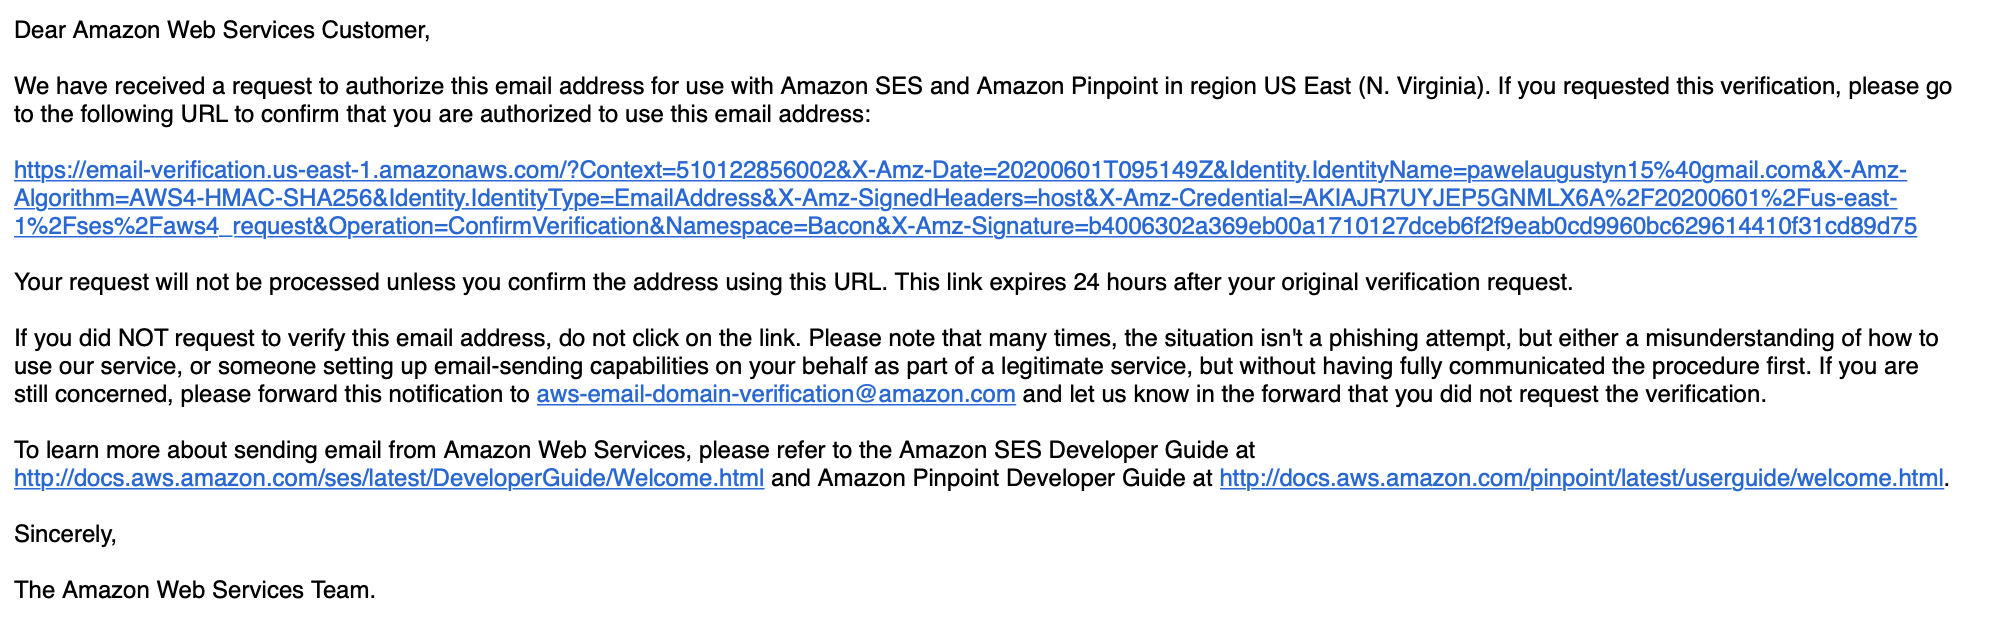 Dear Amazon Web Services Customer,
We have received a request to authorize this email address for use with Amazon SES and Amazon Pinpoint in region US East (N. Virginia). If you requested this verification, please go
to the following URL to confirm that you are authorized to use this email address:
https://email-verification.us-east-1.amazonaws.com/?Context=510122856002&X-Amz-Date=20200601T095149Z&Identity.IdentityName=pawelaugustyn15%40gmail.com&X-Amz-
Algorithm=AWS4-HMAC-SHA256&Identity.IdentityType=EmailAddress&X-Amz-SignedHeaders=host&X-Amz-Credential=AKIAJR7UYJEP5GNMLX6A%2F20200601%2Fus-east-
1%2Fses%2Faws4_request&Operation=ConfirmVerification&Namespace=Bacon&X-Amz-Signature=b4006302a369eb00a1710127dceb6f2f9eab0cd9960bc629614410f31cd89d75
Your request will not be processed unless you confirm the address using this URL. This link expires 24 hours after your original verification request.
If you did NOT request to verify this email address, do not click on the link. Please note that many times, the situation isn't a phishing attempt, but either a misunderstanding of how to
use our service, or someone setting up email-sending capabilities on your behalf as part of a legitimate service, but without having fully communicated the procedure first. If you are
still concerned, please forward this notification to aws-email-domain-verification@amazon.com and let us know in the forward that you did not request the verification.
To learn more about sending email from Amazon Web Services, please refer to the Amazon SES Developer Guide at
http://docs.aws.amazon.com/ses/latest/DeveloperGuide/Welcome.html and Amazon Pinpoint Developer Guide at http://docs.aws.amazon.com/pinpoint/latest/userguide/welcome.html.
Sincerely,
The Amazon Web Services Team.